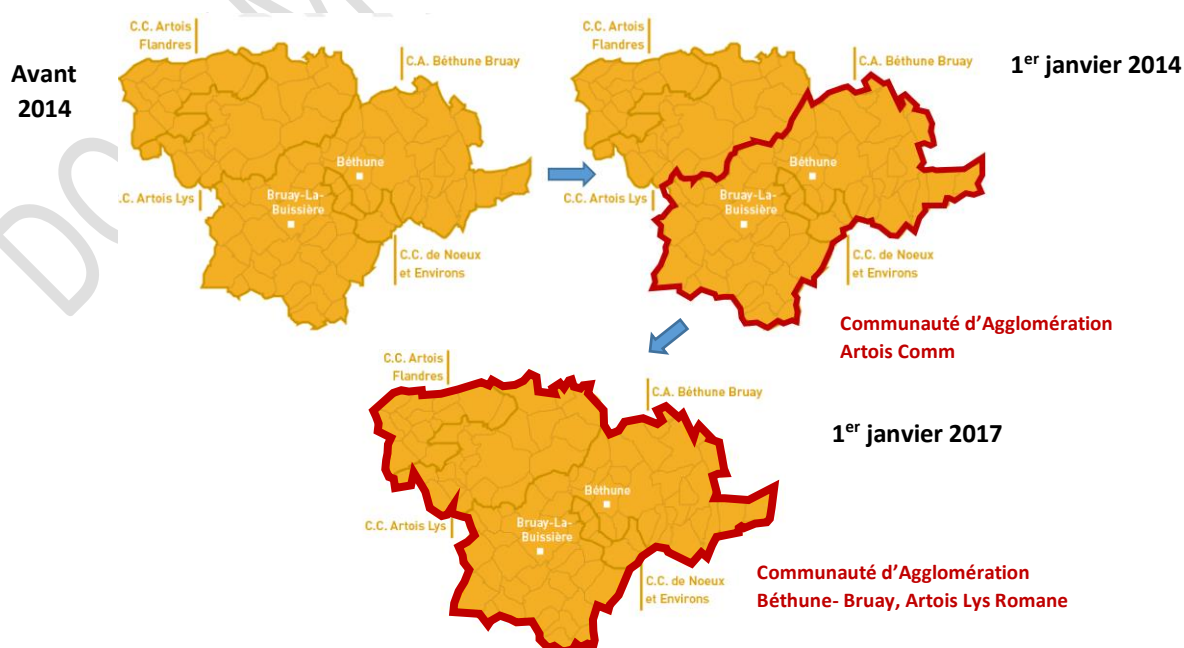 Avant
2014
C.C. Artois
Flandres
C.A. Béthune Bruay
Béthune
Bruay-La-
Buissière
.C. Artois Lys
C.C. de Noeux
et Environs
1er janvier 2014
C.C. Artois
Flandres
C.A. Béthune Bruay
Béthune
Bruay-La-
Buissière
C.C. Artois Lys
C.C. de Noeux
et Environs
Communauté d'Agglomération
Artois Comm
1er janvier 2017
C.C. Artois
Flandres
C.A. Béthune Bruay
Béthune
Bruay-La-
Buissière
C.C. Artois Lys
C.C. de Noeux
et Environs
Communauté d'Agglomération
Béthune- Bruay, Artois Lys Romane